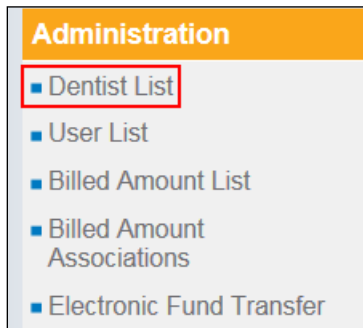 Administration
Dentist List
User List
Billed Amount List
Billed Amount
Associations
Electronic Fund Transfer